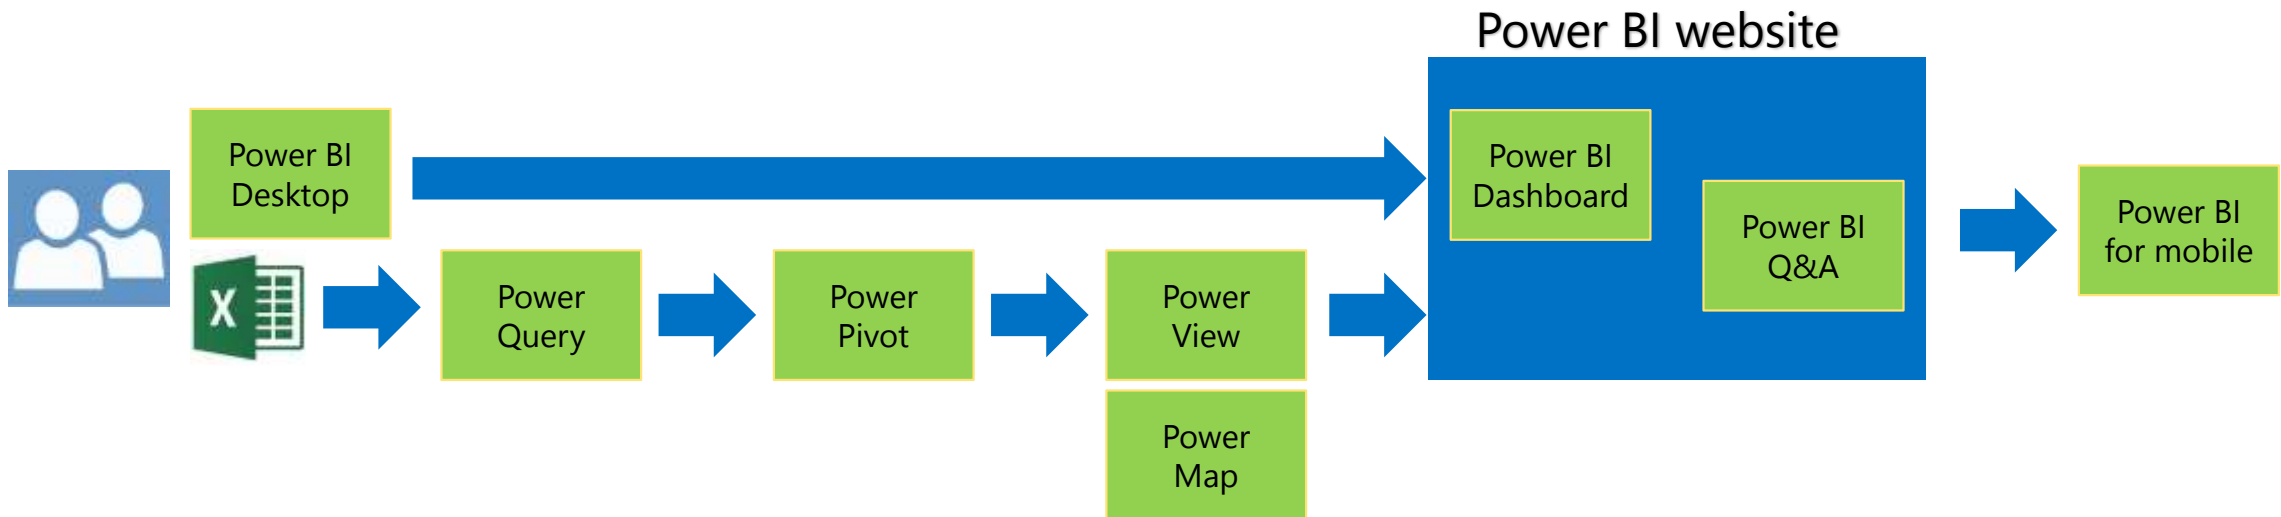 Power BI website
Power BI
Desktop
Power BI
Dashboard
Power BI
Q&A
Power BI
for mobile
X
Power
Query
Power
Pivot
Power
View
Power
Map